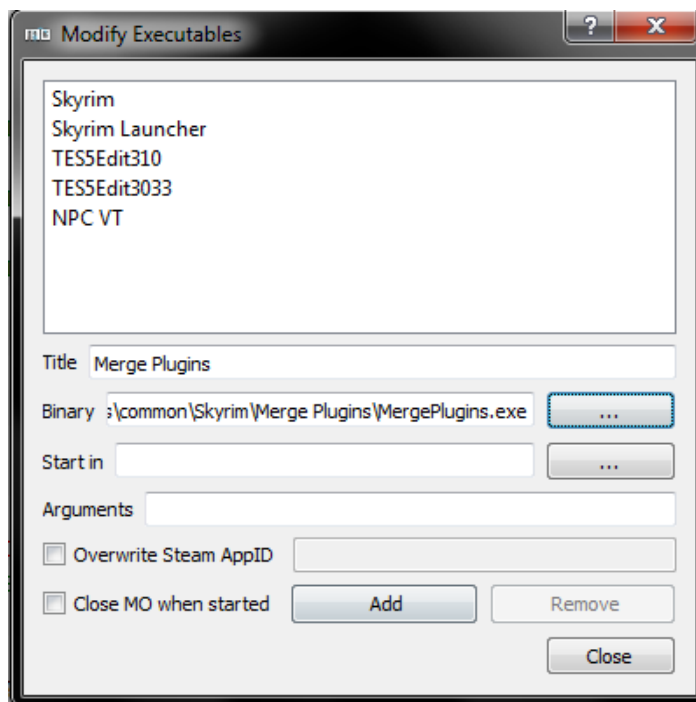 Modify Executables
?
Skyrim
Skyrim Launcher
TES5Edit310
TES5Edit3033
NPC VT
Title Merge Plugins
Binary s\common\Skyrim\Merge Plugins\MergePlugins.exe ...
Start in ...
Arguments
Overwrite Steam AppID
Close MO when started Add Remove
Close